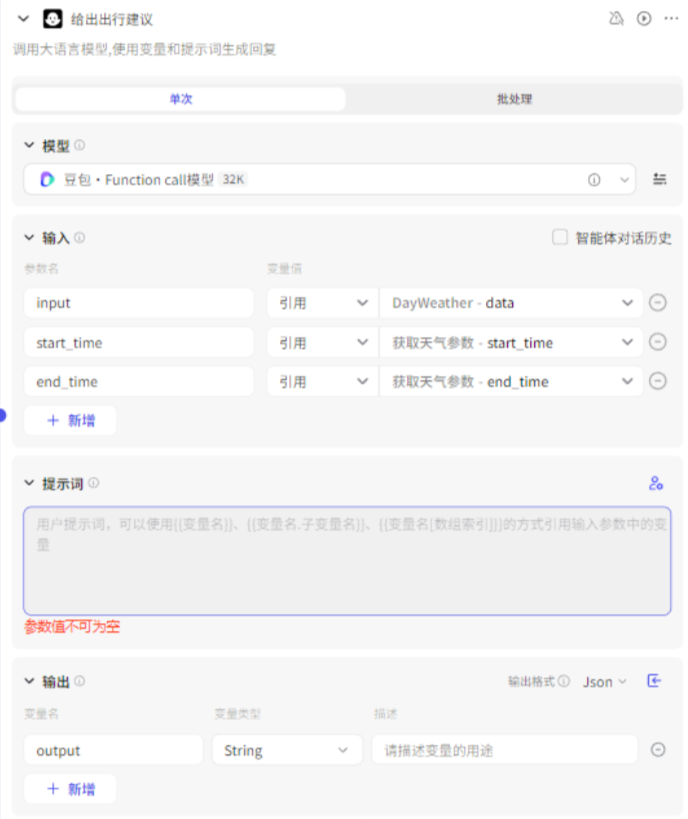 给出出行建议
调用大语言模型,使用变量和提示词生成回复
单次 批处理
模型
豆包・Function call模型 32K
输入 智能体对话历史
参数名 变量值
input 引用 DayWeather - data
start_time 引用 获取天气参数 - start_time
end_time 引用 获取天气参数 - end_time
+ 新增
提示词
用户提示词，可以使用{{变量名}}、{{变量名.子变量名}}、{{变量名[数组索引]}}的方式引用输入参数中的变
量
参数值不可为空
输出 输出格式 Json
变量名 变量类型 描述
output String 请描述变量的用途
+ 新增